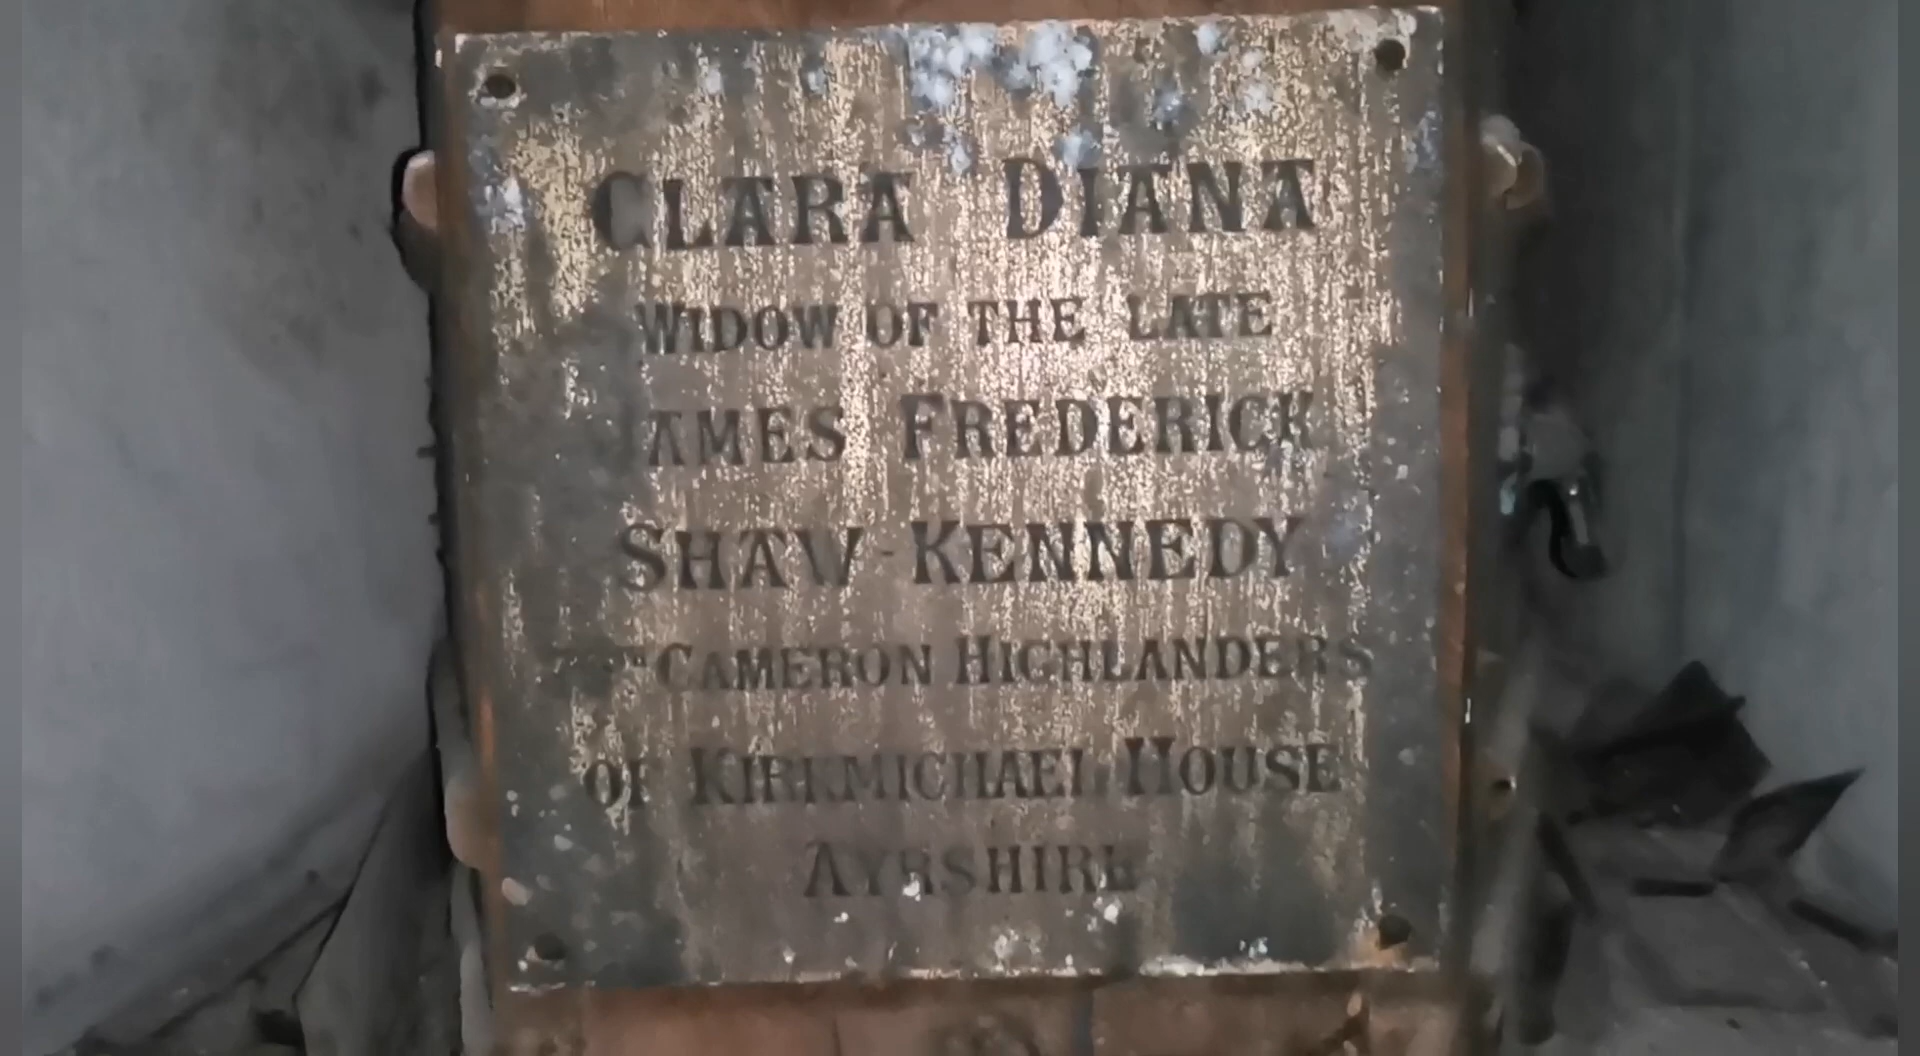 CLARA DIANA
WIDOW OF THE LATE
JAMES FREDERICK
SHAW-KENNEDY
CAMERON HIGHLANDERS
OF KIRKMICHAEL HOUSE
AYRSHIRE